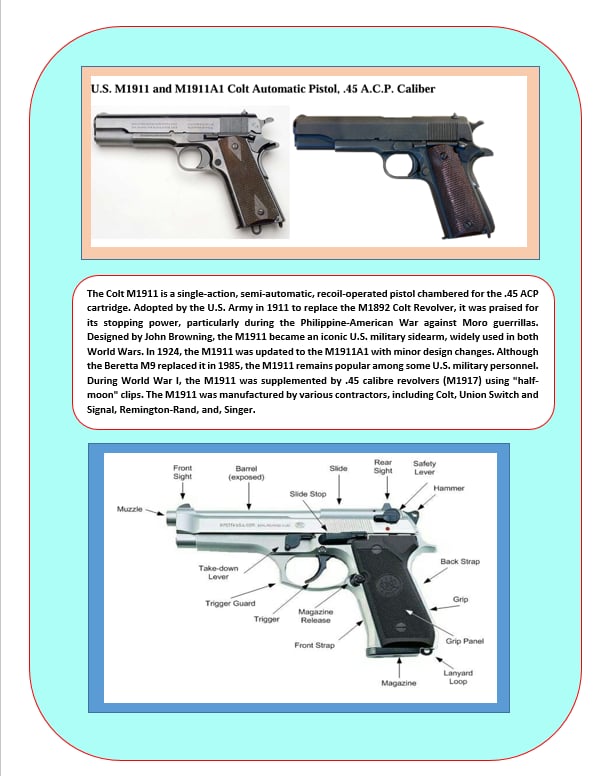 U.S. M1911 and M1911A1 Colt Automatic Pistol, .45 A.C.P. Caliber
The Colt M1911 is a single-action, semi-automatic, recoil-operated pistol chambered for the .45 ACP
cartridge. Adopted by the U.S. Army in 1911 to replace the M1892 Colt Revolver, it was praised for
its stopping power, particularly during the Philippine-American War against Moro guerrillas.
Designed by John Browning, the M1911 became an iconic U.S. military sidearm, widely used in both
World Wars. In 1924, the M1911 was updated to the M1911A1 with minor design changes. Although
the Beretta M9 replaced it in 1985, the M1911 remains popular among some U.S. military personnel.
During World War I, the M1911 was supplemented by .45 calibre revolvers (M1917) using "half-
moon" clips. The M1911 was manufactured by various contractors, including Colt, Union Switch and
Signal, Remington-Rand, and, Singer.
Front
Sight
Barrel
(exposed)
Slide
Rear
Sight
Safety
Lever
Slide Stop
Hammer
Muzzle
Take-down
Lever
Back Strap
Trigger Guard
Trigger
Magazine
Release
Grip
Front Strap
Grip Panel
Magazine
Lanyard
Loop